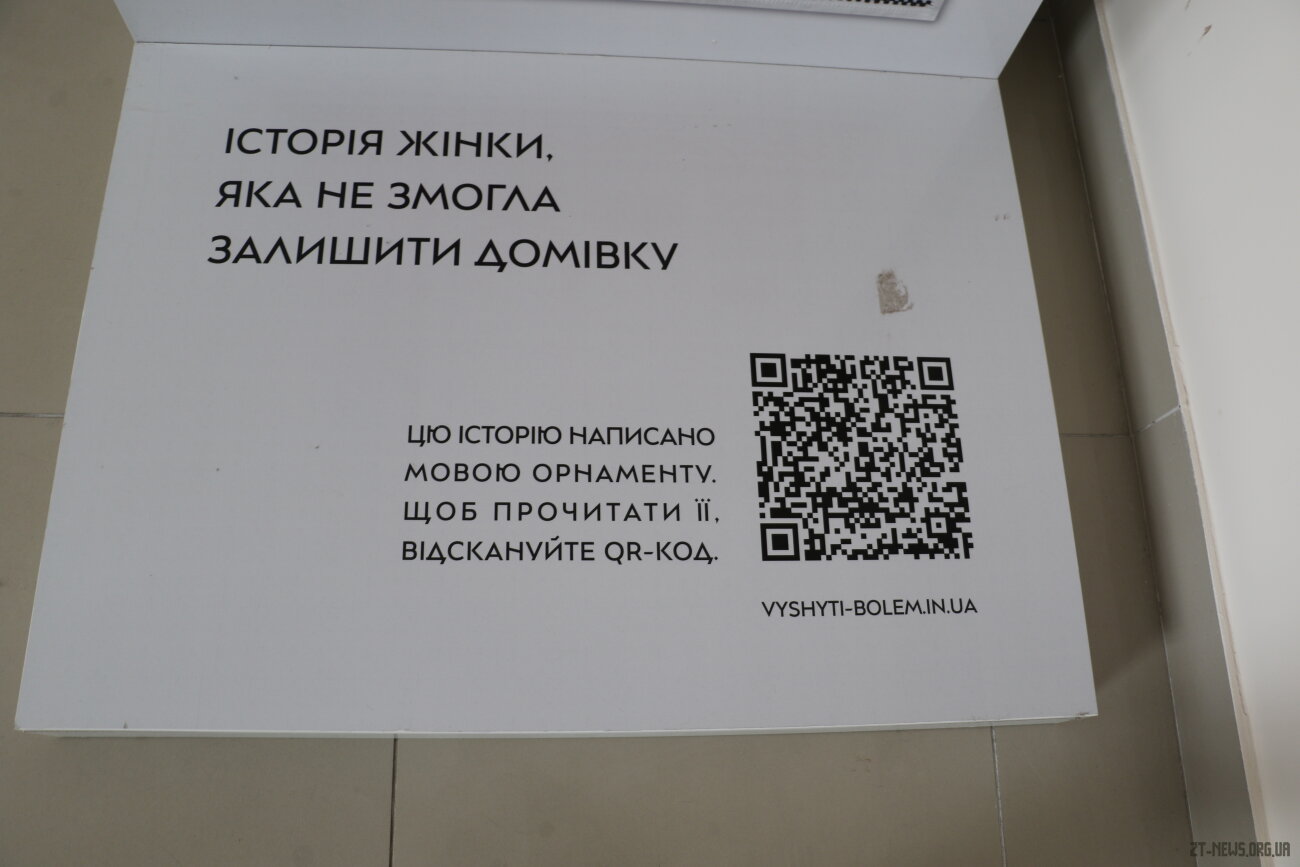 ІСТОРІЯ ЖІНКИ,
ЯКА НЕ ЗМОГЛА
ЗАЛИШИТИ ДОМІВКУ
ЦЮ ІСТОРІЮ НАПИСАНО
МОВОЮ ОРНАМЕНТУ.
ЩОБ ПРОЧИТАТИ ЇЇ,
ВІДСКАНУЙТЕ QR-КОД.
VYSHYTI-BOLEM.IN.UA
ZT-NEWS.ORG.UA